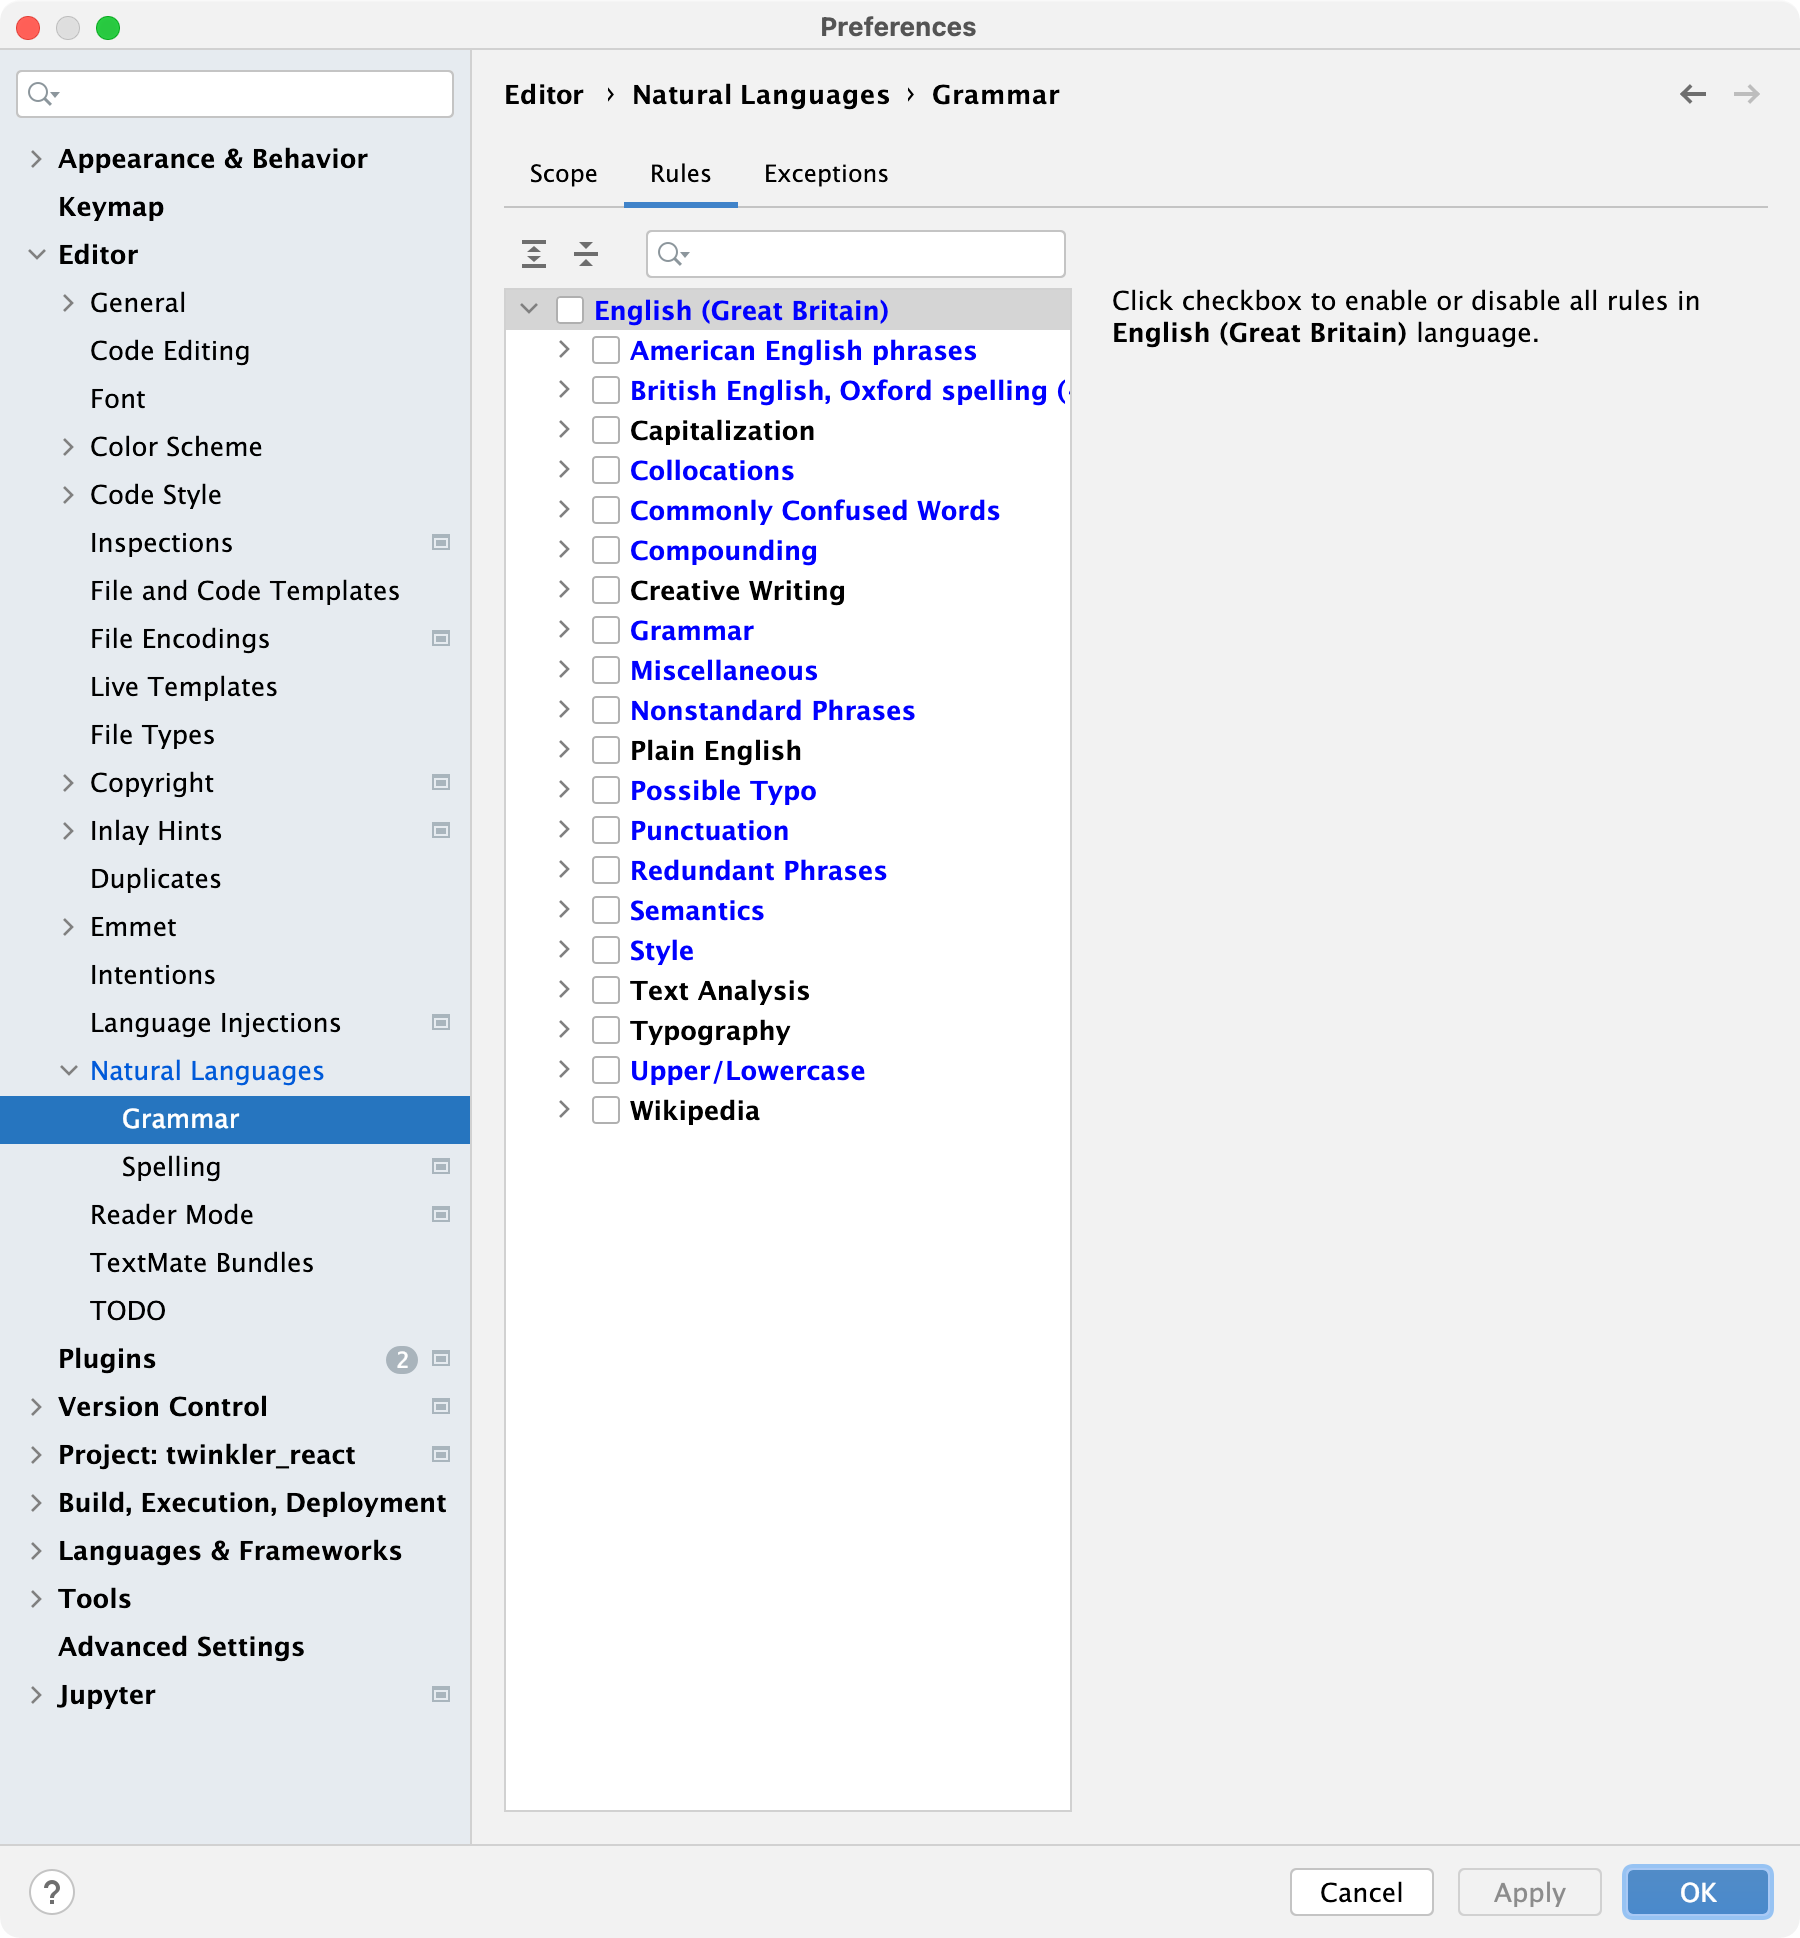 Preferences
Appearance & Behavior
Keymap
Editor
General
Code Editing
Font
Color Scheme
Code Style
Inspections
File and Code Templates
File Encodings
Live Templates
File Types
Copyright
Inlay Hints
Duplicates
Emmet
Intentions
Language Injections
Natural Languages
Grammar
Spelling
Reader Mode
TextMate Bundles
TODO
Plugins 2
Version Control
Project: twinkler_react
Build, Execution, Deployment
Languages & Frameworks
Tools
Advanced Settings
Jupyter
Editor › Natural Languages › Grammar
Scope Rules Exceptions
English (Great Britain)
American English phrases
British English, Oxford spelling (
Capitalization
Collocations
Commonly Confused Words
Compounding
Creative Writing
Grammar
Miscellaneous
Nonstandard Phrases
Plain English
Possible Typo
Punctuation
Redundant Phrases
Semantics
Style
Text Analysis
Typography
Upper/Lowercase
Wikipedia
Click checkbox to enable or disable all rules in
English (Great Britain) language.
?
Cancel Apply OK